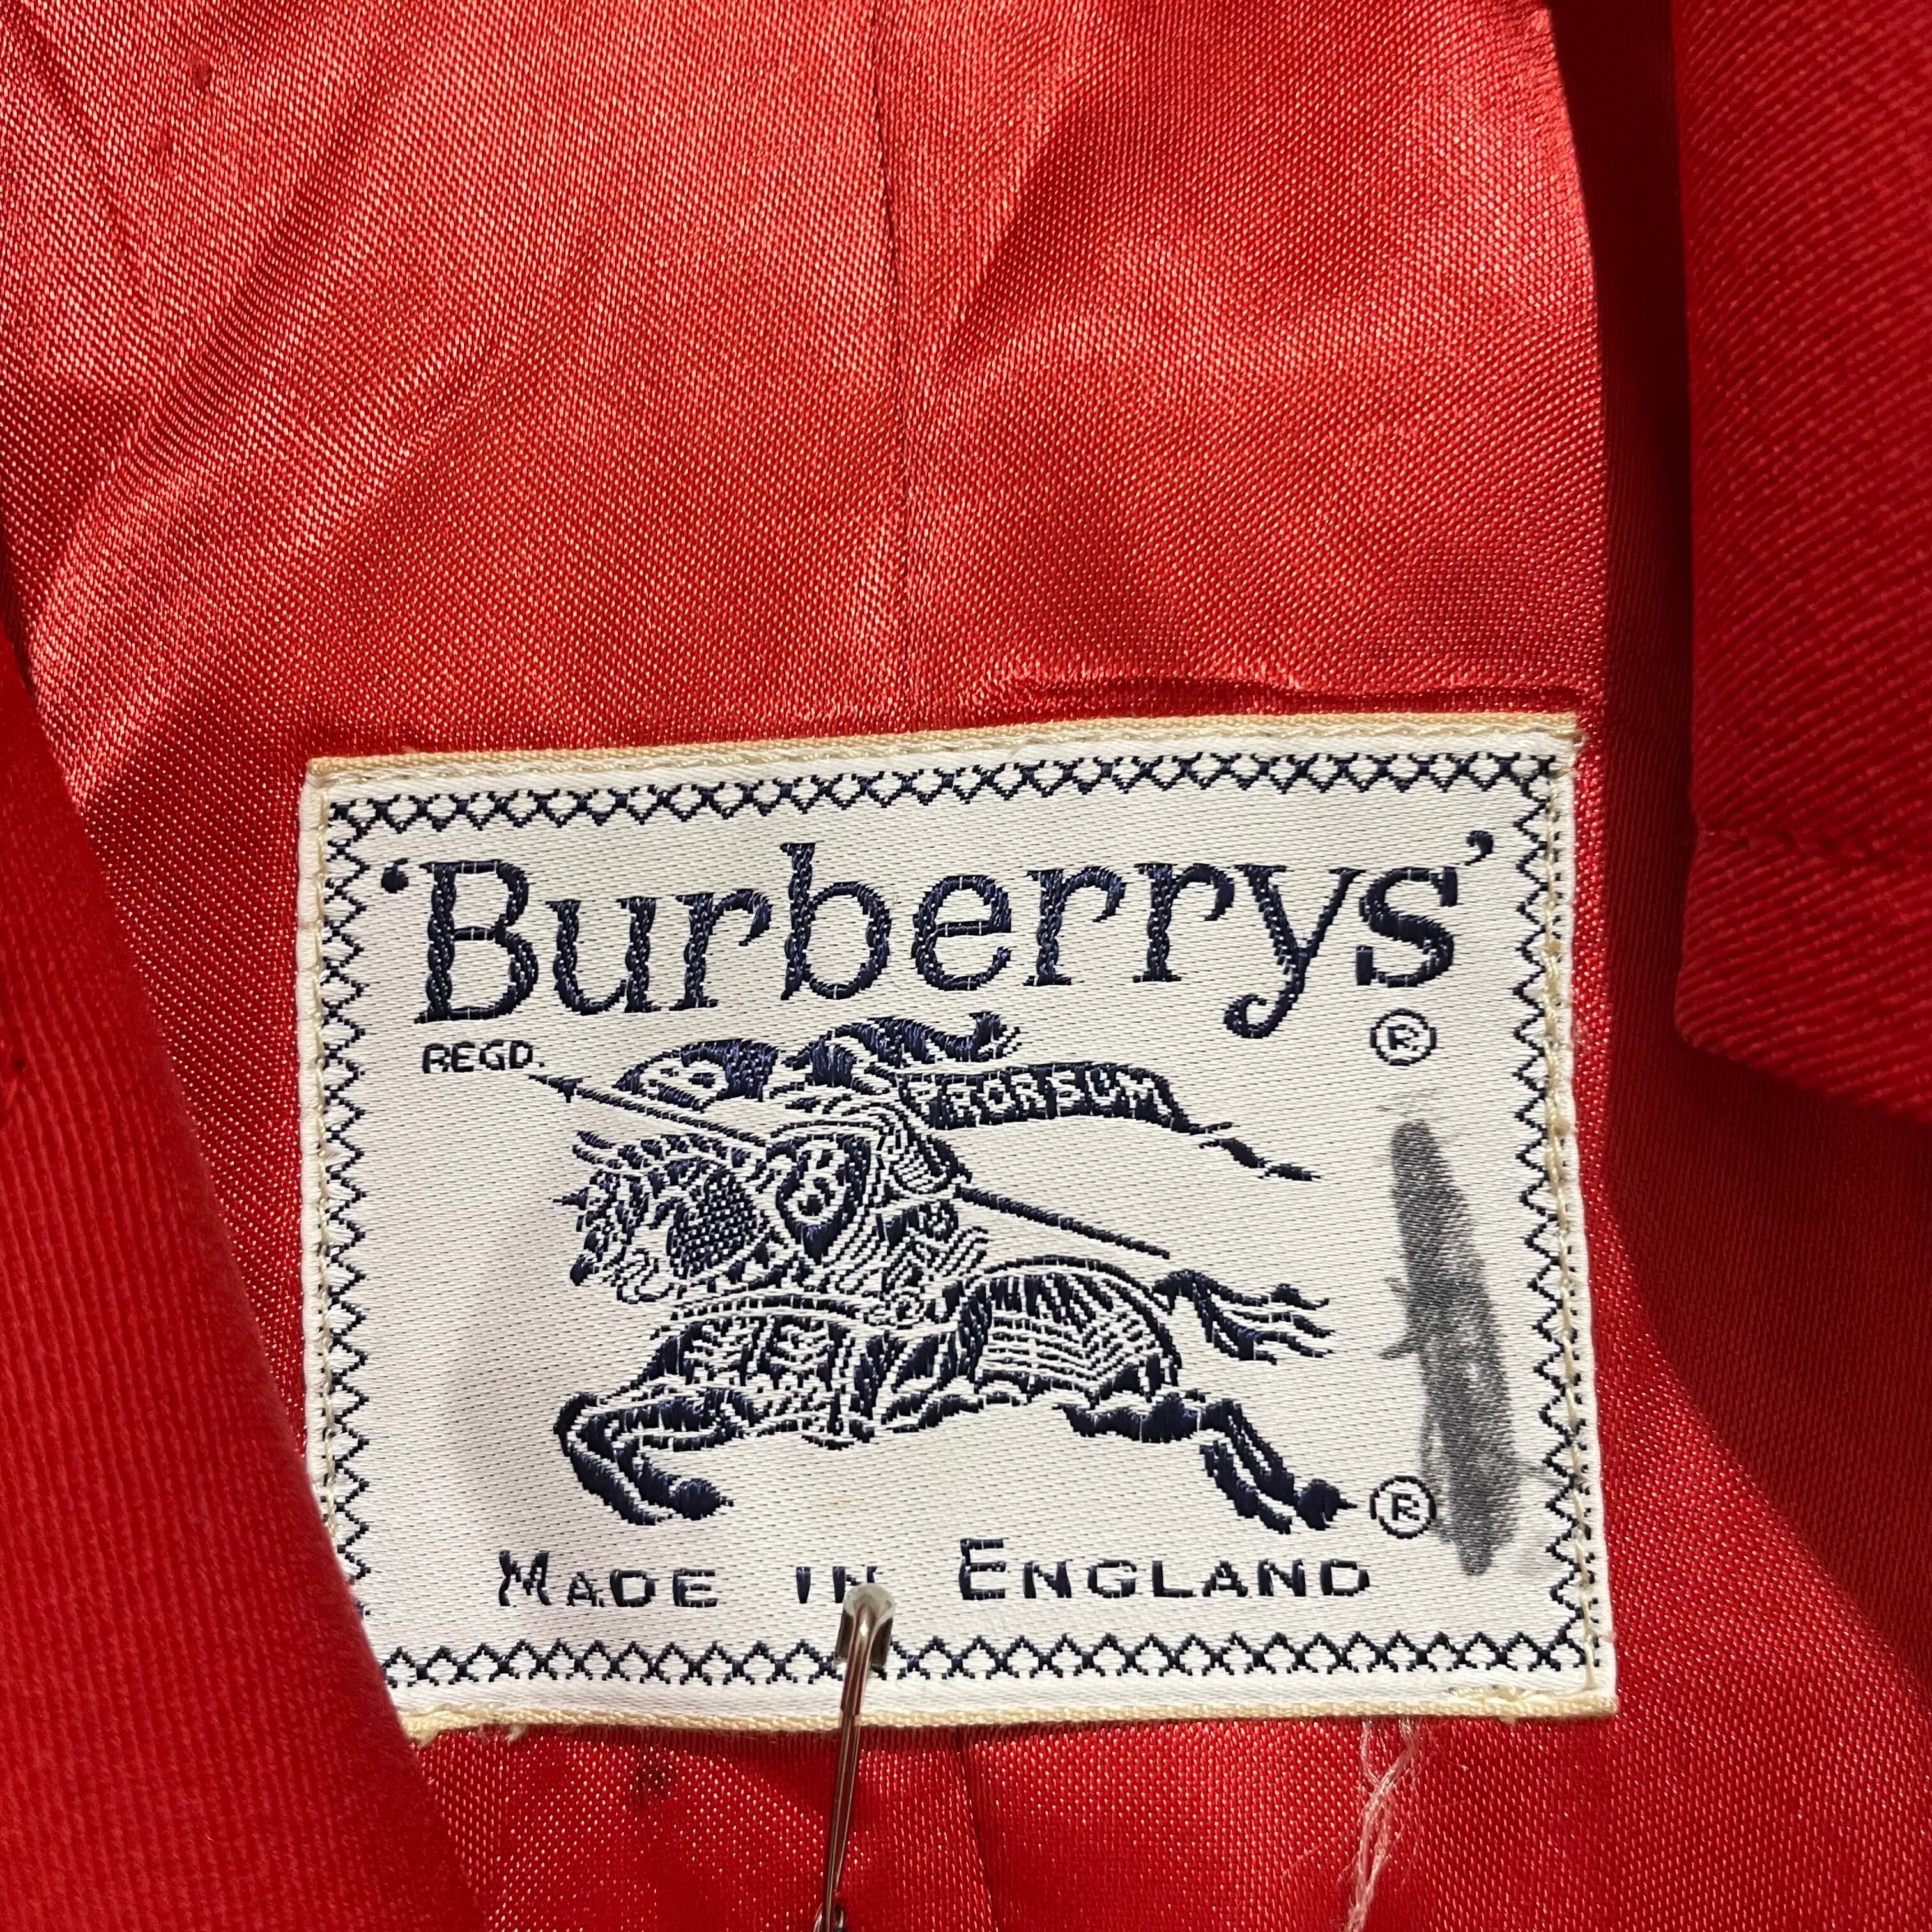 ‘Burberrys’
®
REGD.
PRORSUM
®
MADE IN ENGLAND